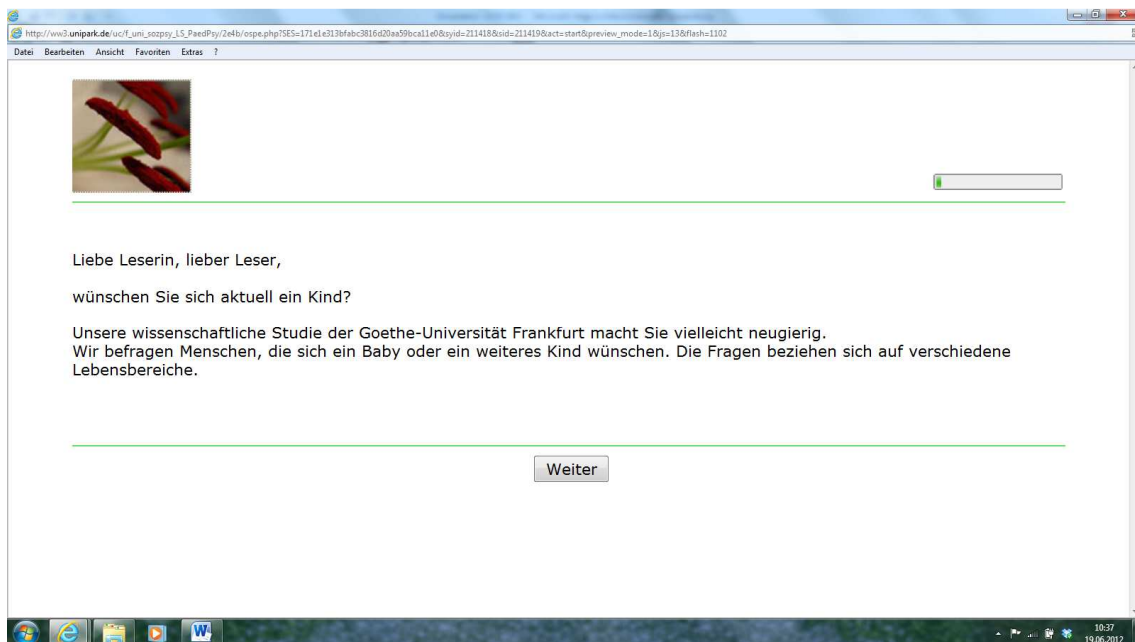 http://ww3.unipark.de/uc/f_uni_sozpsy_LS_PaedPsy/2e4b/ospe.php?SES=171e1e313bfabc3816d20aa59bca11e0&syid=211418&sid=211419&act=start&preview_mode=1&js=13&flash=1102
Datei Bearbeiten Ansicht Favoriten Extras ?
Liebe Leserin, lieber Leser,
wünschen Sie sich aktuell ein Kind?
Unsere wissenschaftliche Studie der Goethe-Universität Frankfurt macht Sie vielleicht neugierig.
Wir befragen Menschen, die sich ein Baby oder ein weiteres Kind wünschen. Die Fragen beziehen sich auf verschiedene
Lebensbereiche.
Weiter
10:37
19.06.2012